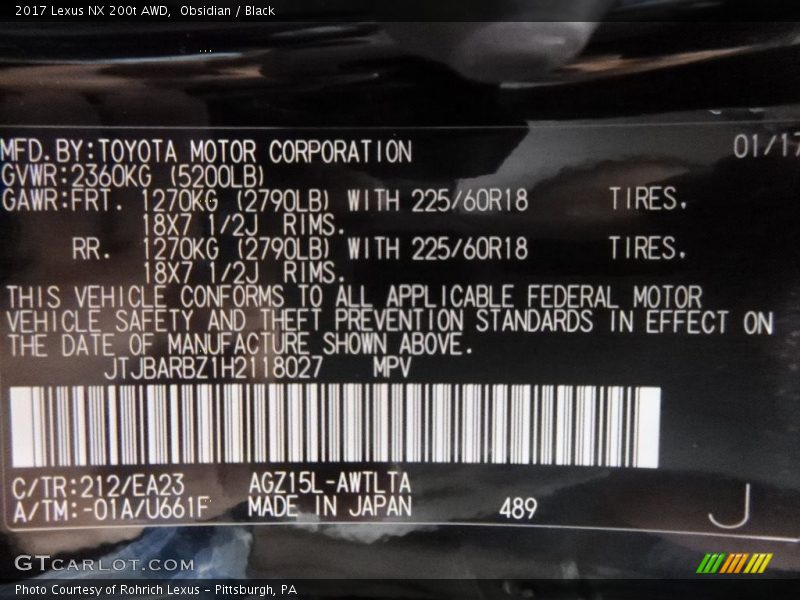 2017 Lexus NX 200t AWD,  Obsidian / Black
MFD.BY:TOYOTA MOTOR CORPORATION 01/17
GVWR:2360KG (5200LB)
GAWR:FRT. 1270KG (2790LB) WITH 225/60R18 TIRES.
18X7 1/2J RIMS.
RR. 1270KG (2790LB) WITH 225/60R18 TIRES.
18X7 1/2J RIMS.
THIS VEHICLE CONFORMS TO ALL APPLICABLE FEDERAL MOTOR
VEHICLE SAFETY AND THEFT PREVENTION STANDARDS IN EFFECT ON
THE DATE OF MANUFACTURE SHOWN ABOVE.
JTJBARBZ1H2118027 MPV
C/TR:212/EA23 AGZ15L-AWTLTA
A/TM:-01A/U661F MADE IN JAPAN 489 J
GTCARLOT.COM
Photo Courtesy of Rohrich Lexus - Pittsburgh, PA